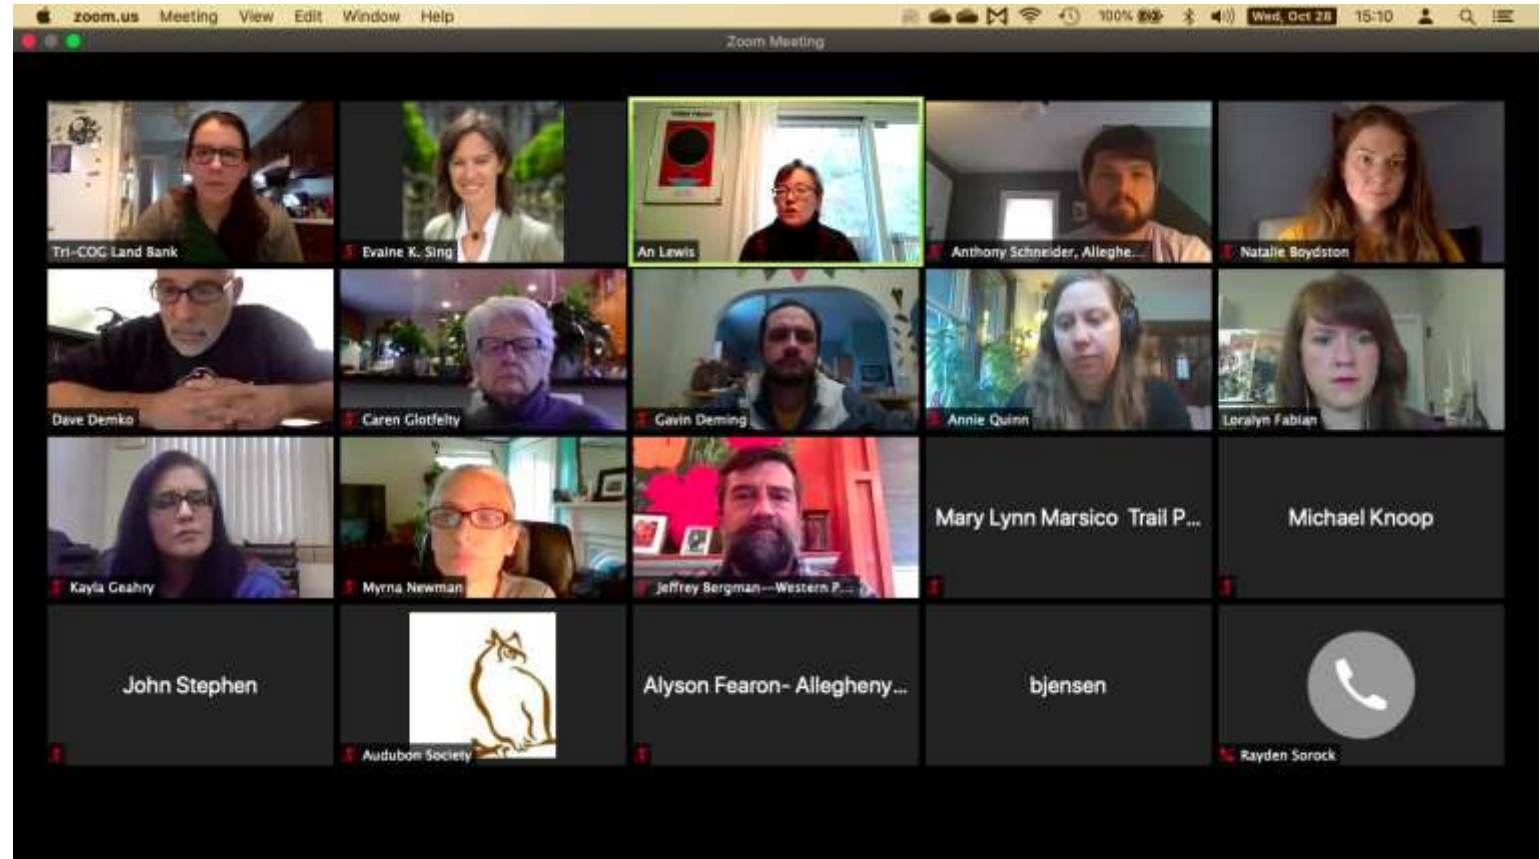 zoom.us Meeting View Edit Window Help 100% Wed, Oct 28 15:10
Zoom Meeting
Tri-COG Land Bank
Evaine K. Sing
An Lewis
Anthony Schneider, Alleghe...
Natalie Boydston
Dave Demko
Caren Glotfelty
Gavin Deming
Annie Quinn
Loralyn Fabian
Kayla Geahry
Myrna Newman
Jeffrey Bergman—Western P...
Mary Lynn Marsico Trail P...
Michael Knoop
John Stephen
Audubon Society
Alyson Fearon- Allegheny...
bjensen
Rayden Sorock